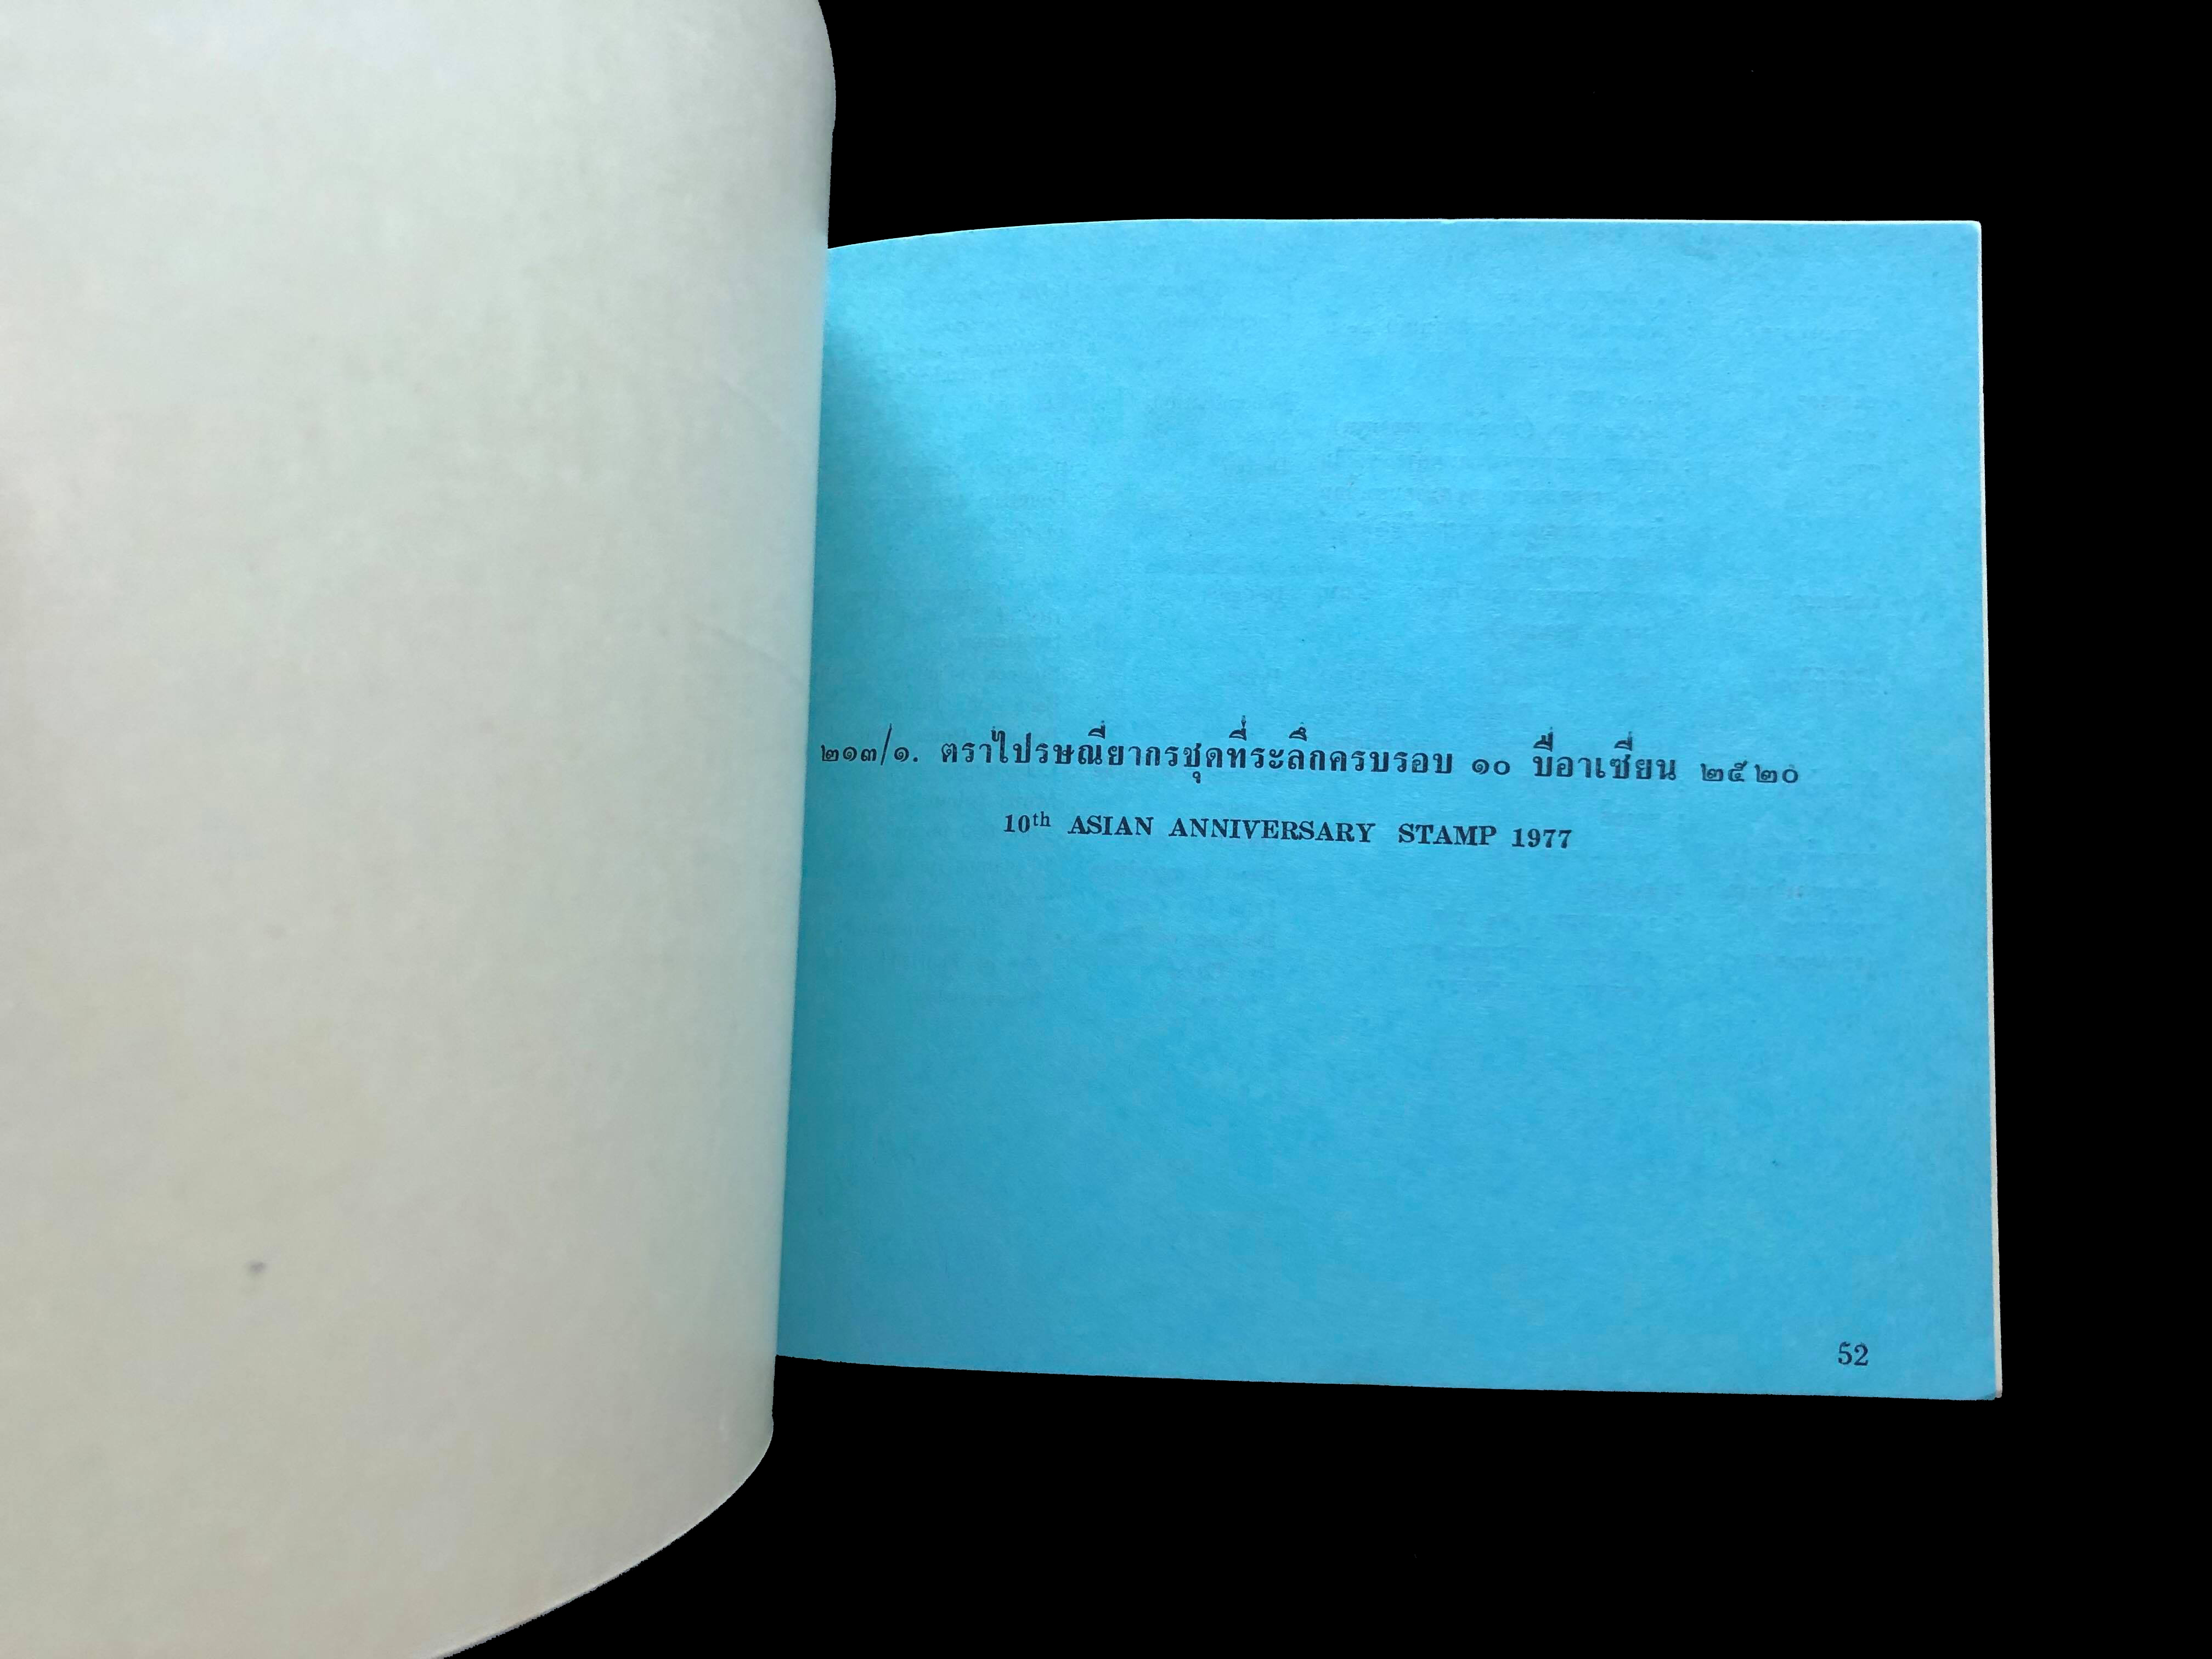 ๒๑๓/๑. ตราไปรษณียากรชุดที่ระลึกครบรอบ ๑๐ ปีอาเซี่ยน ๒๕๒๐
10th ASIAN ANNIVERSARY STAMP 1977
52